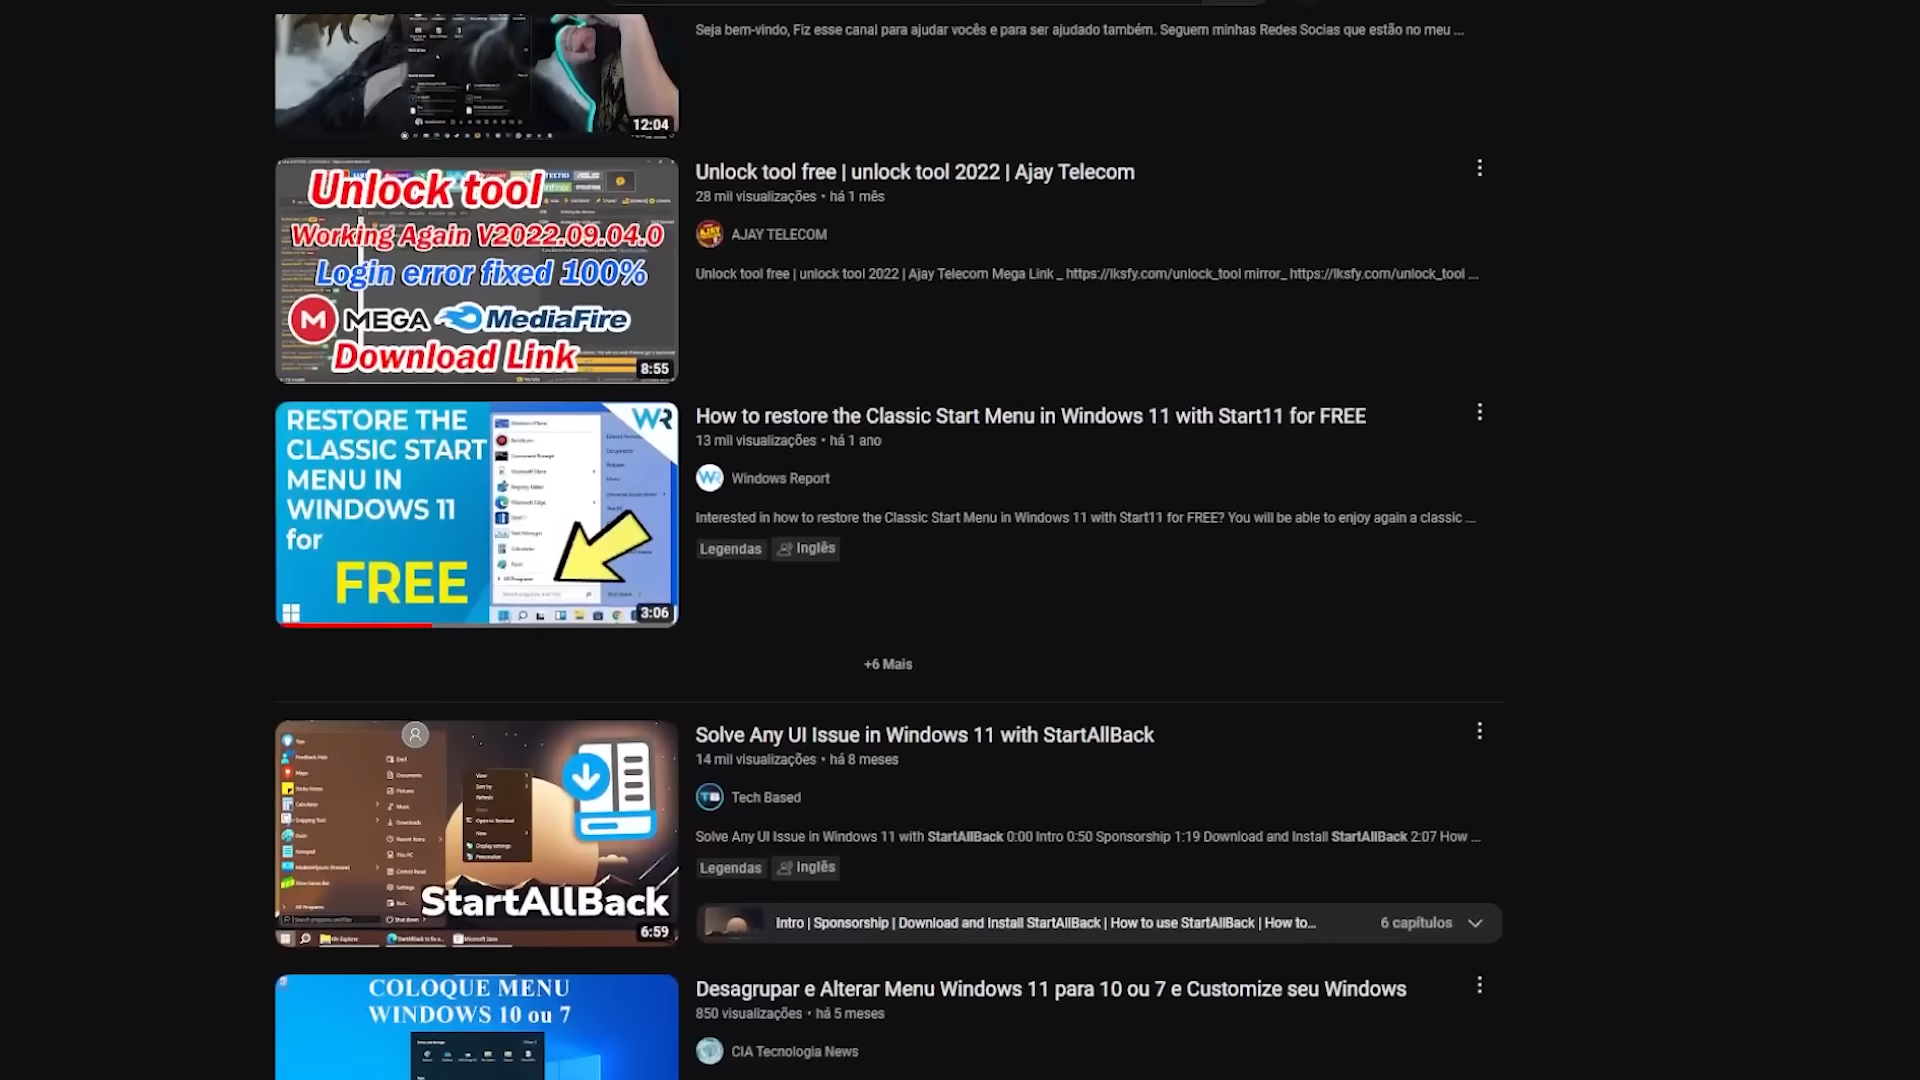 Seja bem-vindo, Fiz esse canal para ajudar vocês e para ser ajudado também. Seguem minhas Redes Socias que estão no meu ...
12:04
Unlock tool
Working Again V2022.09.04.0
Login error fixed 100%
M MEGA MediaFire
Download Link
8:55
Unlock tool free | unlock tool 2022 | Ajay Telecom
28 mil visualizações • há 1 mês
AJAY TELECOM
Unlock tool free | unlock tool 2022 | Ajay Telecom Mega Link _ https://lksfy.com/unlock_tool mirror_ https://lksfy.com/unlock_tool ...
RESTORE THE
CLASSIC START
MENU IN
WINDOWS 11
for
FREE
WR
3:06
How to restore the Classic Start Menu in Windows 11 with Start11 for FREE
13 mil visualizações • há 1 ano
WR Windows Report
Interested in how to restore the Classic Start Menu in Windows 11 with Start11 for FREE? You will be able to enjoy again a classic ...
Legendas Inglês
+6 Mais
StartAllBack
6:59
Solve Any UI Issue in Windows 11 with StartAllBack
14 mil visualizações • há 8 meses
TB Tech Based
Solve Any UI Issue in Windows 11 with StartAllBack 0:00 Intro 0:50 Sponsorship 1:19 Download and Install StartAllBack 2:07 How ...
Legendas Inglês
Intro | Sponsorship | Download and Install StartAllBack | How to use StartAllBack | How to... 6 capítulos
COLOQUE MENU
WINDOWS 10 ou 7
Desagrupar e Alterar Menu Windows 11 para 10 ou 7 e Customize seu Windows
850 visualizações • há 5 meses
CIA Tecnologia News